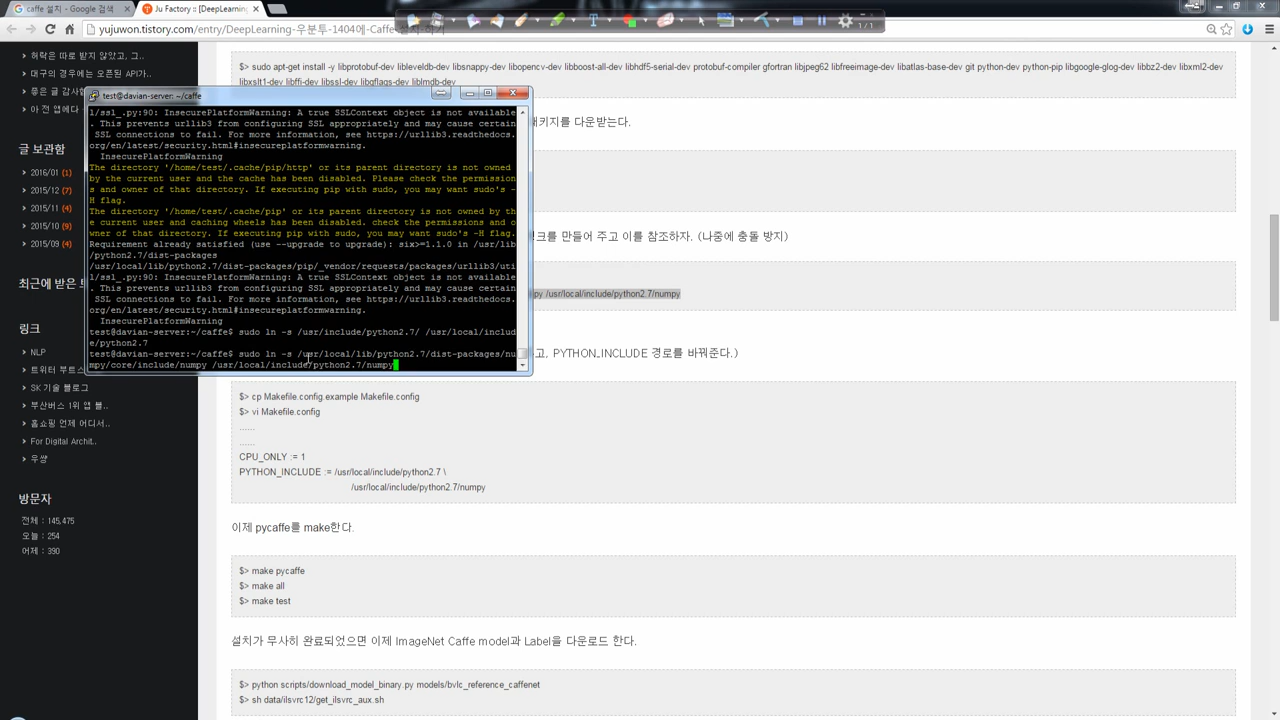 caffe 설치 - Google 검색
Ju Factory :: [DeepLearning
yujuwon.tistory.com/entry/DeepLearning-우분투-1404에-Caffe-설치-하기
1/1
허락은 따로 받지 않았고, 그..
대구의 경우에는 오픈된 API가..
좋은 글 감사합
아 전 앱에다
글 보관함
2016/01 (1)
2015/12 (7)
2015/11 (4)
2015/10 (9)
2015/09 (4)
최근에 받은 트
링크
NLP
트위터 부트스
SK 기술 블로그
부산버스 1위 앱 블..
홈쇼핑 언제 어디서..
For Digital Archit..
우쌍
방문자
전체 : 145,475
오늘 : 254
어제 : 390
$> sudo apt-get install -y libprotobuf-dev libleveldb-dev libsnappy-dev libopencv-dev libboost-all-dev libhdf5-serial-dev protobuf-compiler gfortran libjpeg62 libfreeimage-dev libatlas-base-dev git python-dev python-pip libgoogle-glog-dev libbz2-dev libxml2-dev
libxslt1-dev libffi-dev libssl-dev libgflags-dev liblmdb-dev
test@davian-server: ~/caffe
1/ssl_.py:90: InsecurePlatformWarning: A true SSLContext object is not available
. This prevents urllib3 from configuring SSL appropriately and may cause certain
SSL connections to fail. For more information, see https://urllib3.readthedocs.
org/en/latest/security.html#insecureplatformwarning.
InsecurePlatformWarning
The directory '/home/test/.cache/pip/http' or its parent directory is not owned
by the current user and the cache has been disabled. Please check the permission
s and owner of that directory. If executing pip with sudo, you may want sudo's -
H flag.
The directory '/home/test/.cache/pip' or its parent directory is not owned by th
e current user and caching wheels has been disabled. check the permissions and o
wner of that directory. If executing pip with sudo, you may want sudo's -H flag.
Requirement already satisfied (use --upgrade to upgrade): six>=1.1.0 in /usr/lib
/python2.7/dist-packages
/usr/local/lib/python2.7/dist-packages/pip/_vendor/requests/packages/urllib3/uti
l/ssl_.py:90: InsecurePlatformWarning: A true SSLContext object is not available
. This prevents urllib3 from configuring SSL appropriately and may cause certain
SSL connections to fail. For more information, see https://urllib3.readthedocs.
org/en/latest/security.html#insecureplatformwarning.
InsecurePlatformWarning
test@davian-server:~/caffe$ sudo ln -s /usr/include/python2.7/ /usr/local/includ
e/python2.7
test@davian-server:~/caffe$ sudo ln -s /usr/local/lib/python2.7/dist-packages/nu
mpy/core/include/numpy /usr/local/include/python2.7/numpy
패키지를 다운받는다.
크를 만들어 주고 이를 참조하자. (나중에 충돌 방지)
py /usr/local/include/python2.7/numpy
고, PYTHON_INCLUDE 경로를 바꿔준다.)
$> cp Makefile.config.example Makefile.config
$> vi Makefile.config
......
......
CPU_ONLY := 1
PYTHON_INCLUDE := /usr/local/include/python2.7 \
/usr/local/include/python2.7/numpy
이제 pycaffe를 make한다.
$> make pycaffe
$> make all
$> make test
설치가 무사히 완료되었으면 이제 ImageNet Caffe model과 Label을 다운로드 한다.
$> python scripts/download_model_binary.py models/bvlc_reference_caffenet
$> sh data/ilsvrc12/get_ilsvrc_aux.sh